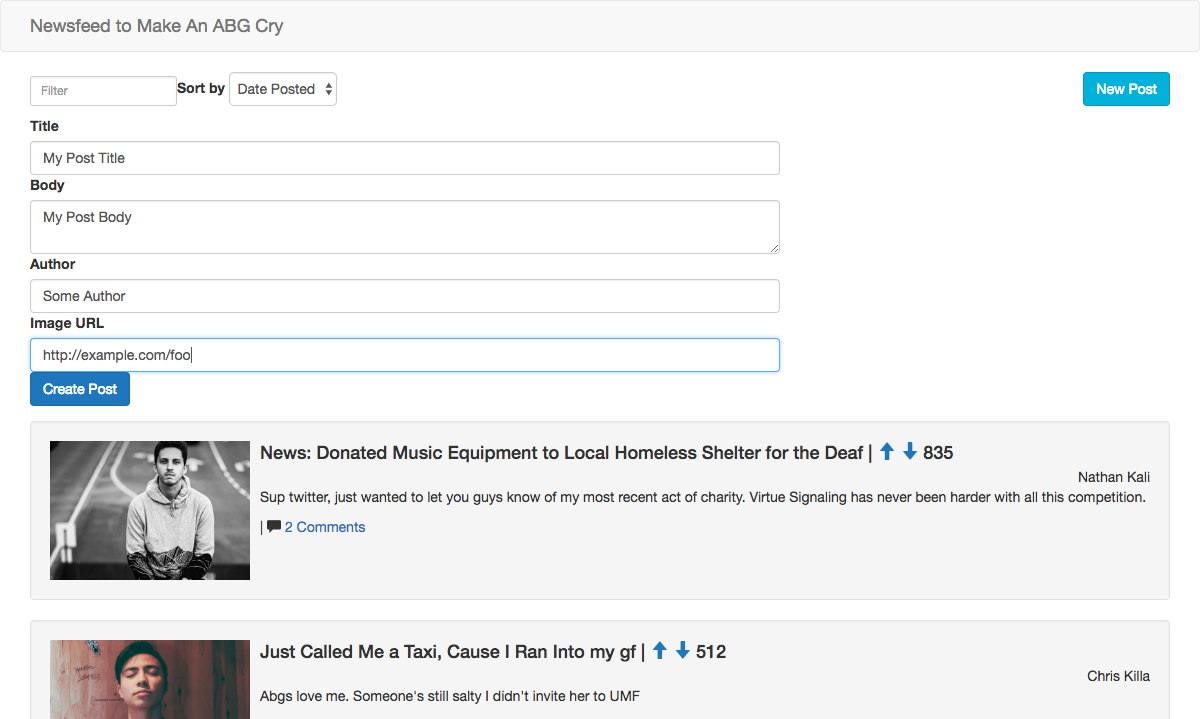 Newsfeed to Make An ABG Cry
Filter Sort by Date Posted New Post
Title
My Post Title
Body
My Post Body
Author
Some Author
Image URL
http://example.com/foo
Create Post
News: Donated Music Equipment to Local Homeless Shelter for the Deaf | 835
Nathan Kali
Sup twitter, just wanted to let you guys know of my most recent act of charity. Virtue Signaling has never been harder with all this competition.
| 2 Comments
Just Called Me a Taxi, Cause I Ran Into my gf | 512
Chris Killa
Abgs love me. Someone's still salty I didn't invite her to UMF